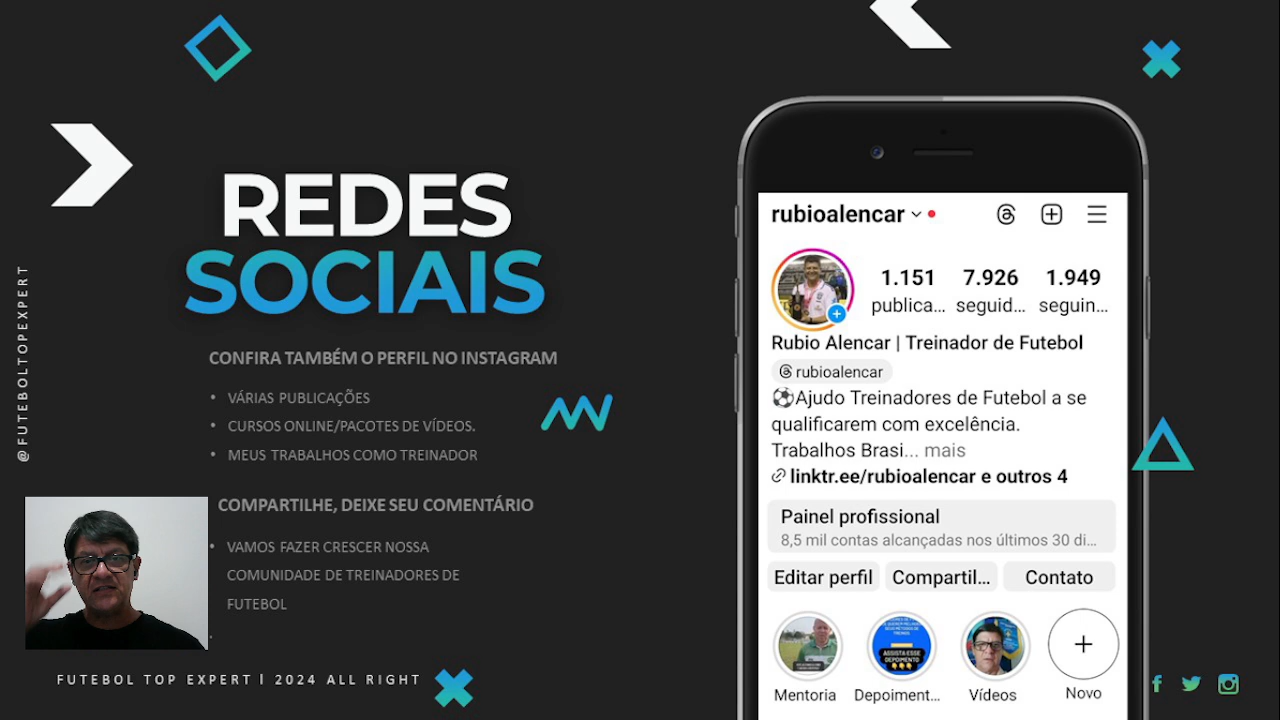 REDES
SOCIAIS
CONFIRA TAMBÉM O PERFIL NO INSTAGRAM
• VÁRIAS PUBLICAÇÕES
• CURSOS ONLINE/PACOTES DE VÍDEOS.
• MEUS TRABALHOS COMO TREINADOR
COMPARTILHE, DEIXE SEU COMENTÁRIO
• VAMOS FAZER CRESCER NOSSA
COMUNIDADE DE TREINADORES DE
FUTEBOL
@FUTEBOLTOPEXPERT
FUTEBOL TOP EXPERT | 2024 ALL RIGHT
rubioalencar
1.151 7.926 1.949
publica... seguid... seguin...
Rubio Alencar | Treinador de Futebol
rubioalencar
⚽Ajudo Treinadores de Futebol a se
qualificarem com excelência.
Trabalhos Brasi... mais
linktr.ee/rubioalencar e outros 4
Painel profissional
8,5 mil contas alcançadas nos últimos 30 di...
Editar perfil Compartil... Contato
ASSISTA ESSE
DEPOIMENTO
Mentoria Depoiment... Vídeos Novo